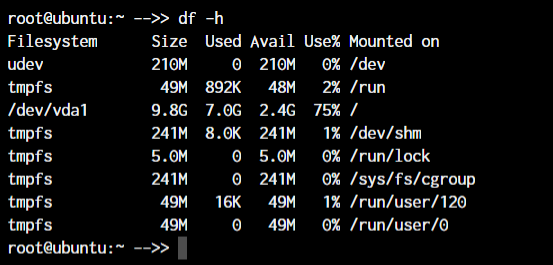 root@ubuntu:~ -->> df -h
Filesystem      Size  Used Avail Use% Mounted on
udev            210M     0  210M   0% /dev
tmpfs            49M  892K   48M   2% /run
/dev/vda1       9.8G  7.0G  2.4G  75% /
tmpfs           241M  8.0K  241M   1% /dev/shm
tmpfs           5.0M     0  5.0M   0% /run/lock
tmpfs           241M     0  241M   0% /sys/fs/cgroup
tmpfs            49M   16K   49M   1% /run/user/120
tmpfs            49M     0   49M   0% /run/user/0
root@ubuntu:~ -->>